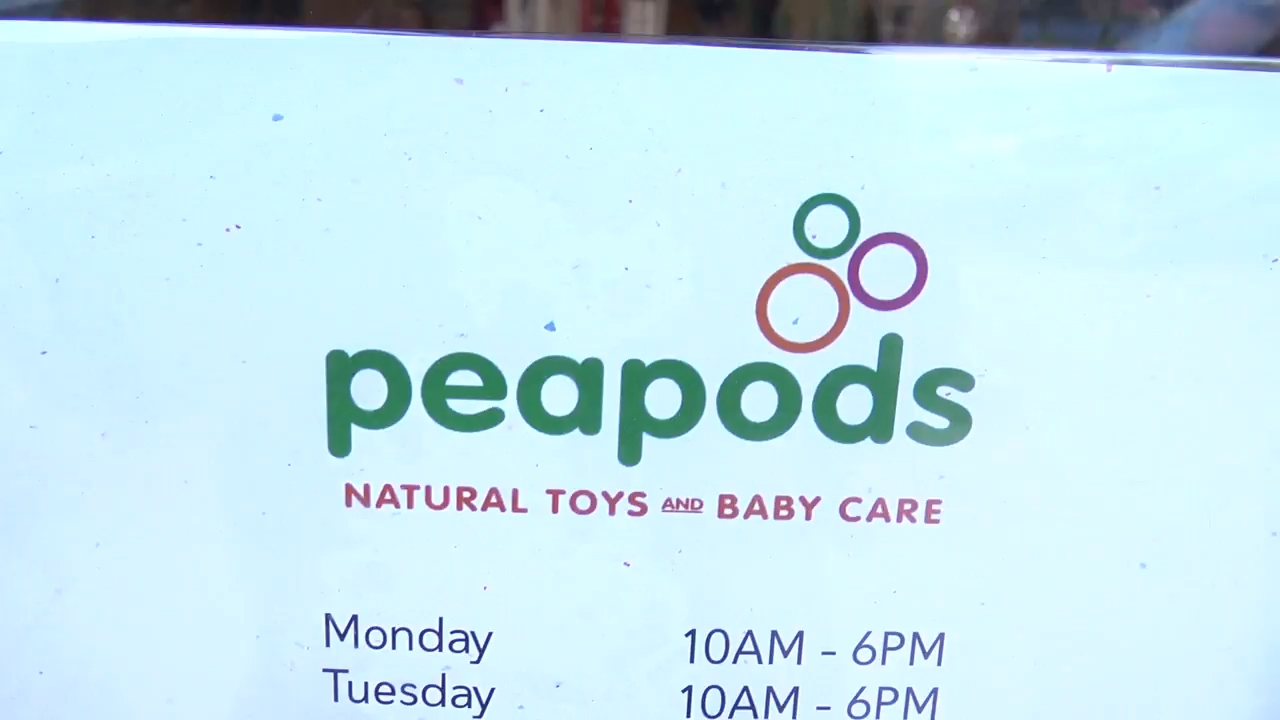 peapods
NATURAL TOYS AND BABY CARE
Monday 10AM - 6PM
Tuesday 10AM - 6PM